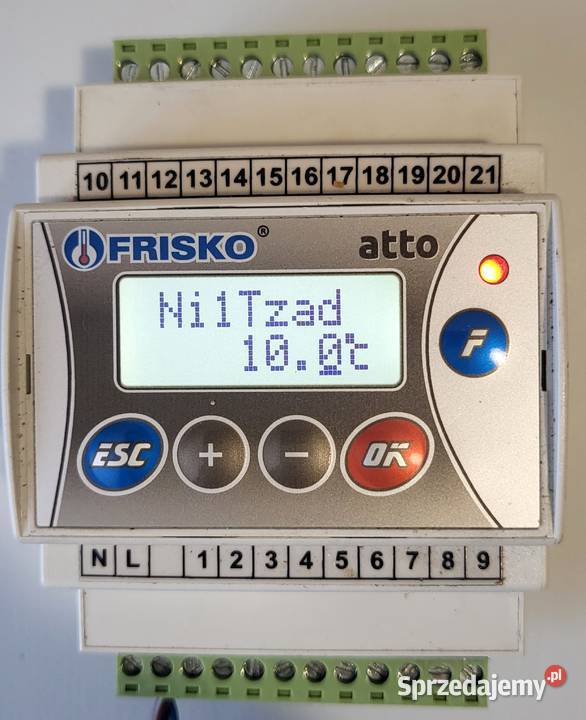 10 11 12 13 14 15 16 17 18 19 20 21
FRISKO® atto
Ni1Tzad
10.0℃
F
ESC + − OK
N L 1 2 3 4 5 6 7 8 9
Sprzedajemy.pl